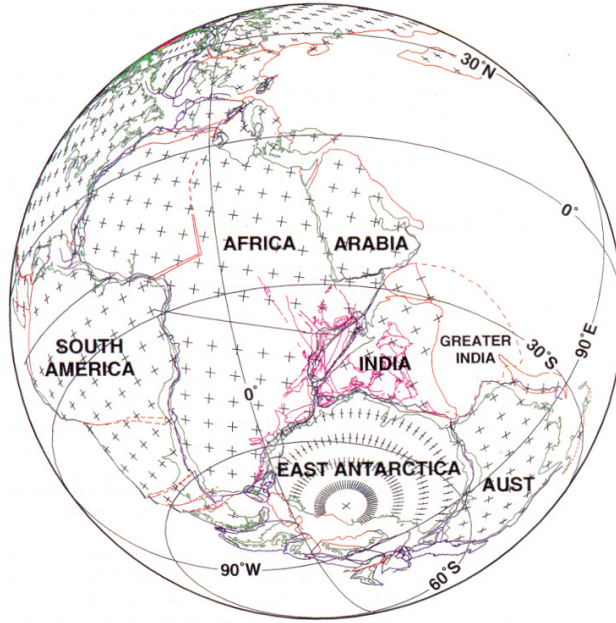 30°N
0°
AFRICA
ARABIA
SOUTH
AMERICA
INDIA
GREATER
INDIA
30°S
90°E
0°
EAST ANTARCTICA
AUST
90°W
60°S